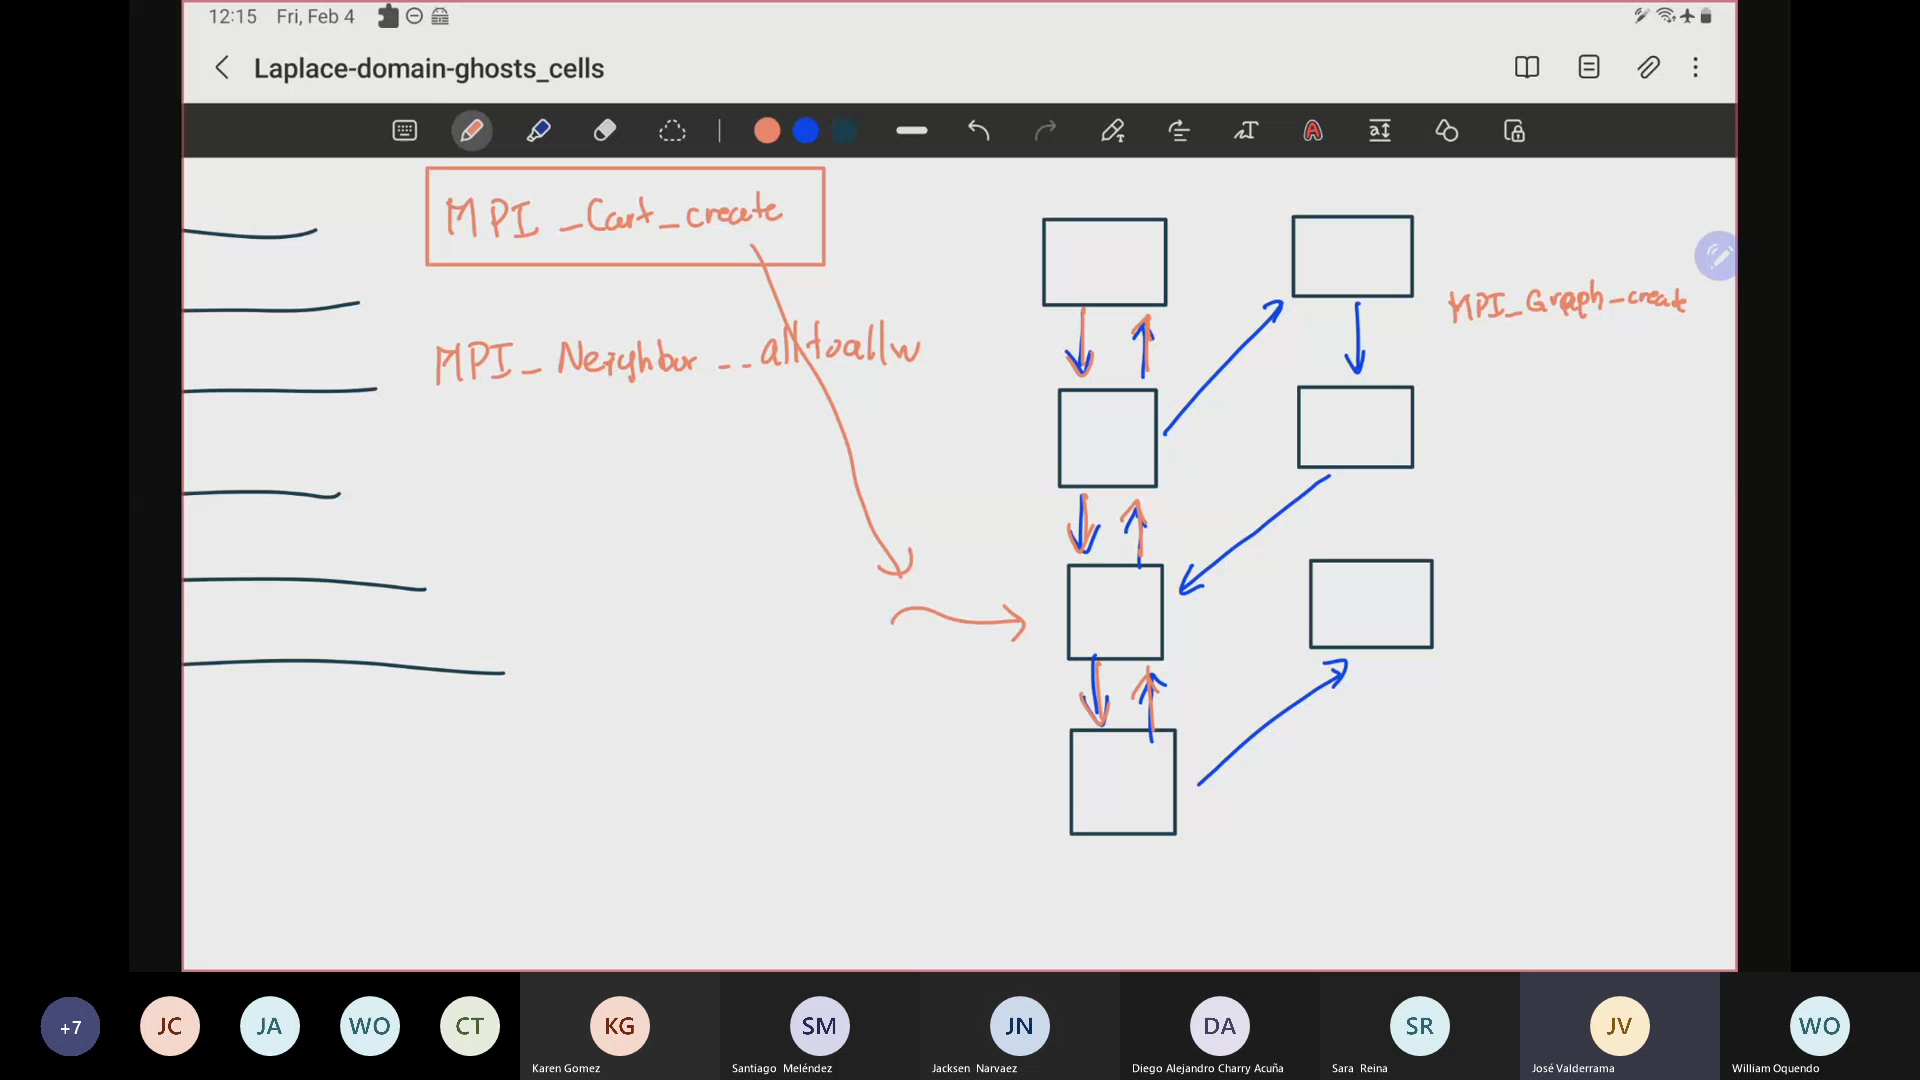 12:15 Fri, Feb 4
Laplace-domain-ghosts_cells
MPI_Cart_create
MPI_Neighbor__alltoallw
MPI_Graph_create
+7
JC
JA
WO
CT
KG
Karen Gomez
SM
Santiago Meléndez
JN
Jacksen Narvaez
DA
Diego Alejandro Charry Acuña
SR
Sara Reina
JV
José Valderrama
WO
William Oquendo